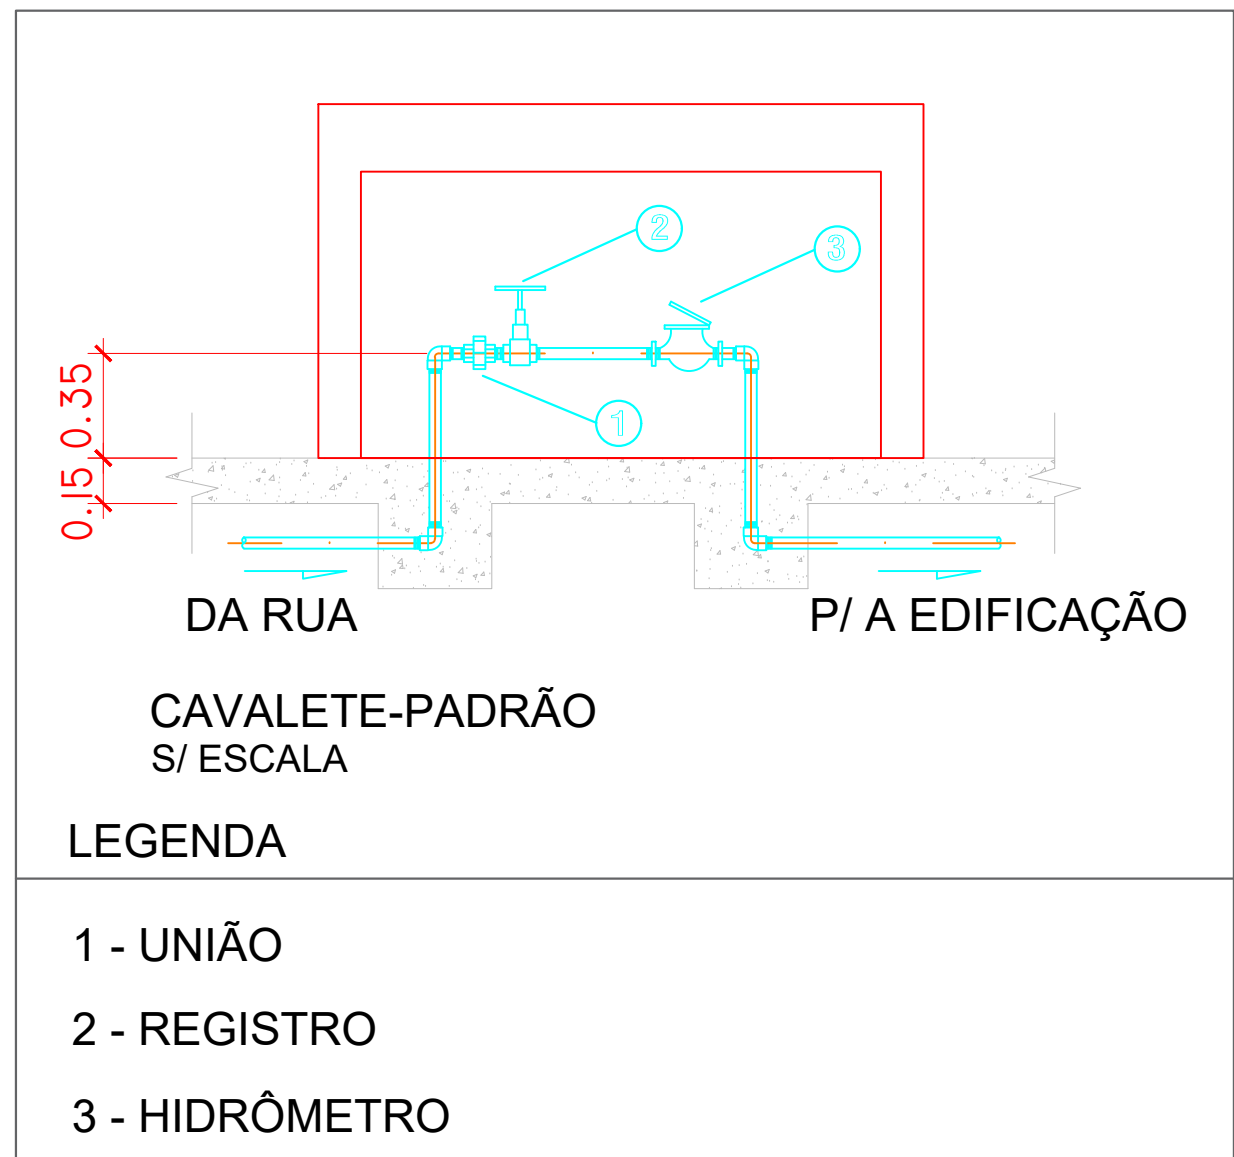 2
3
1
0.35
0.15
DA RUA
P/ A EDIFICAÇÃO
CAVALETE-PADRÃO
S/ ESCALA
LEGENDA
1 - UNIÃO
2 - REGISTRO
3 - HIDRÔMETRO